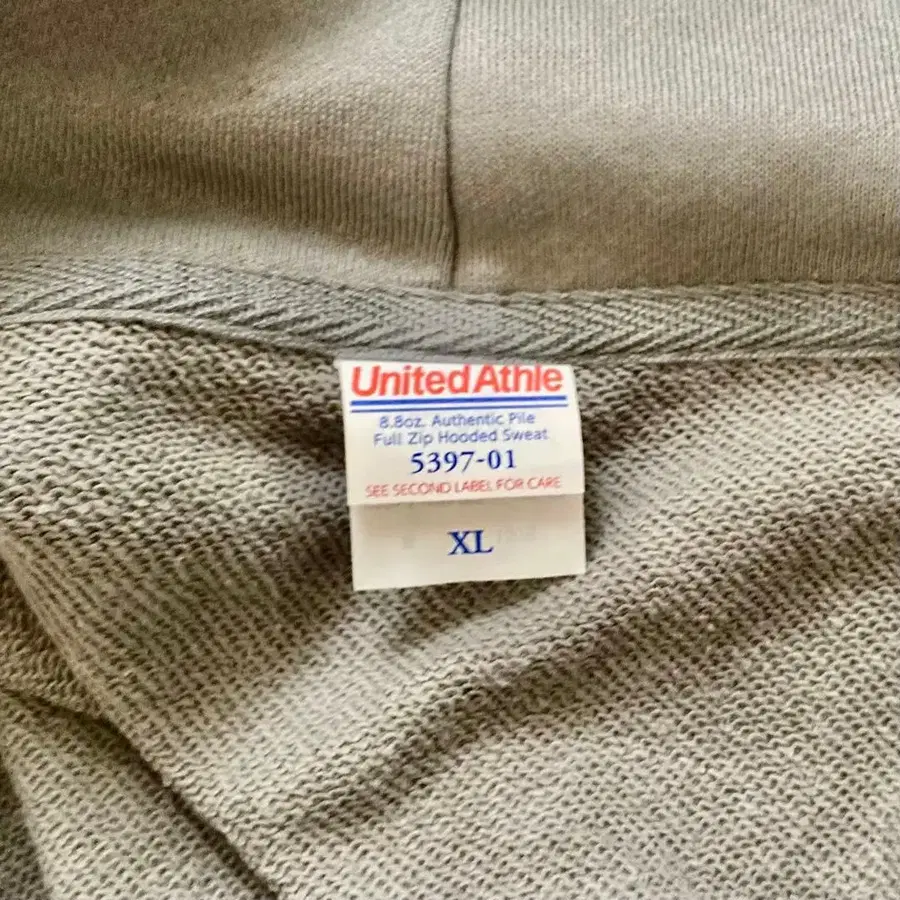 United Athle
8.8oz. Authentic Pile
Full Zip Hooded Sweat
5397-01
SEE SECOND LABEL FOR CARE
XL